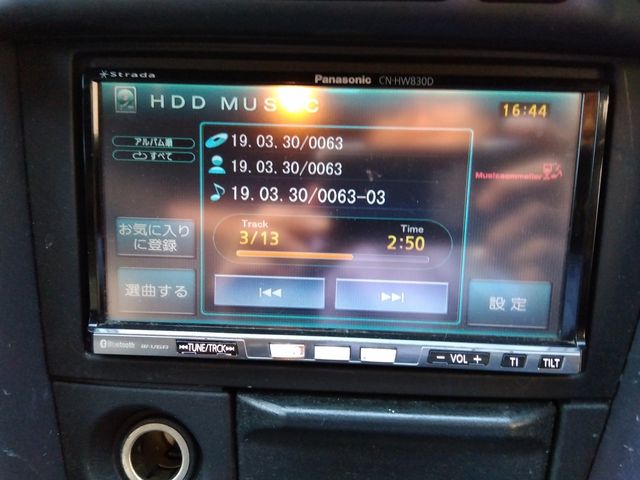 Strada
Panasonic CN-HW830D
HDD MUSIC
16:44
アルバム順
すべて
19.03.30/0063
19.03.30/0063
19.03.30/0063-03
Musicsommelier
Track
3/13
Time
2:50
お気に入り
に登録
選曲する
設定
Bluetooth
TUNE/TRCK
− VOL +
TI
TILT